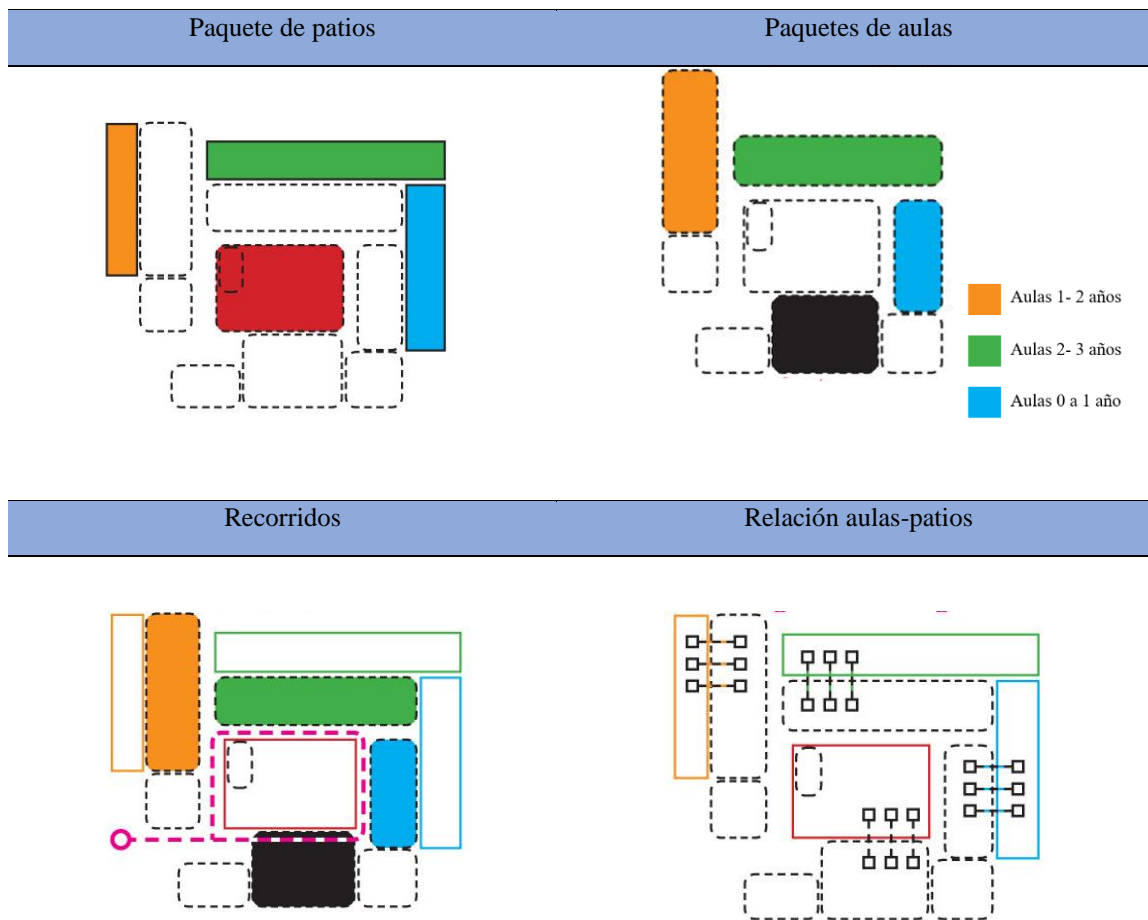 Paquete de patios
Paquetes de aulas
Aulas 1- 2 años
Aulas 2- 3 años
Aulas 0 a 1 año
Recorridos
Relación aulas-patios